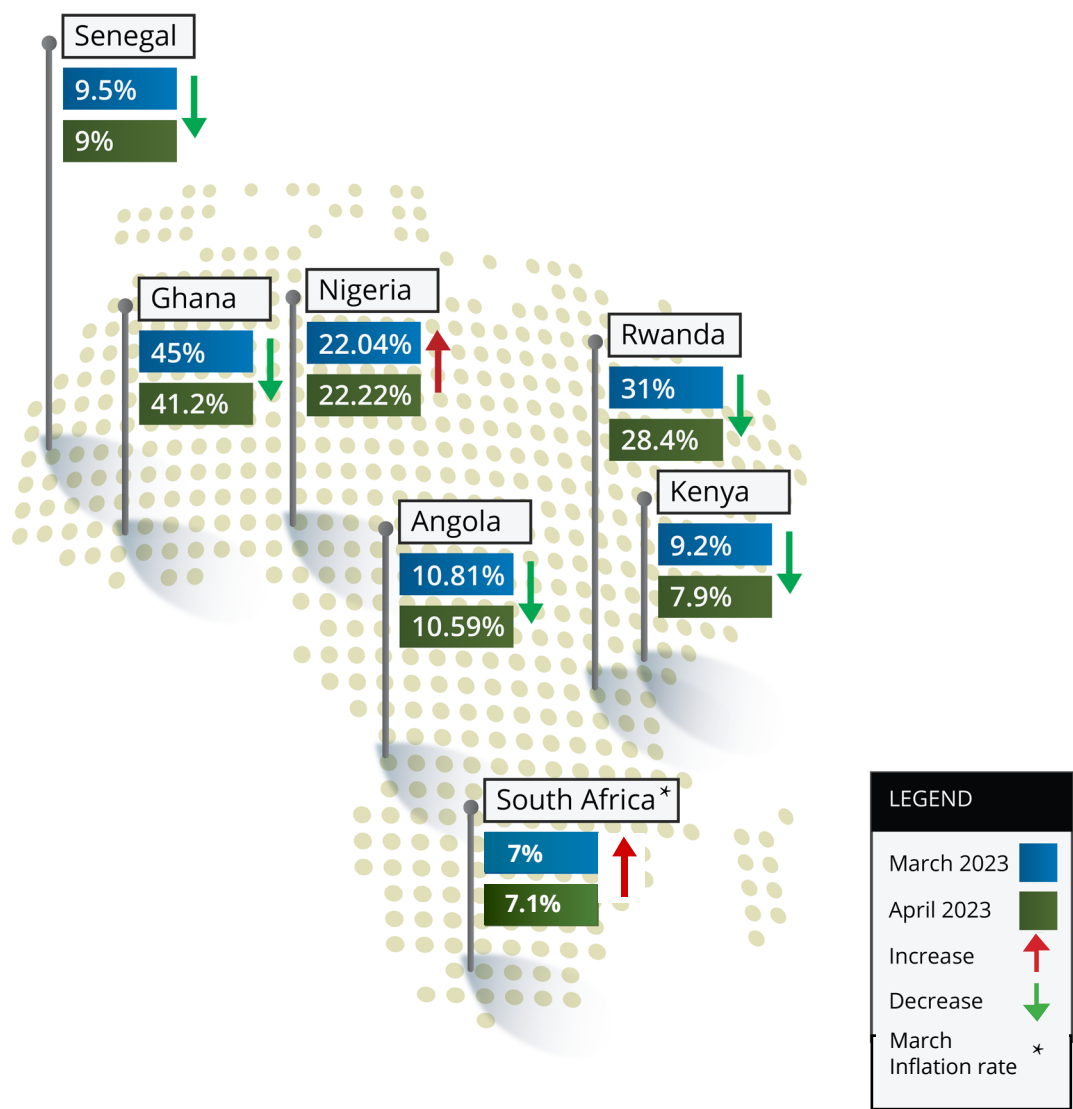 Senegal
9.5%
9%
Ghana
45%
41.2%
Nigeria
22.04%
22.22%
Rwanda
31%
28.4%
Kenya
9.2%
7.9%
Angola
10.81%
10.59%
South Africa*
7%
7.1%
LEGEND
March 2023
April 2023
Increase
Decrease
March
Inflation rate *